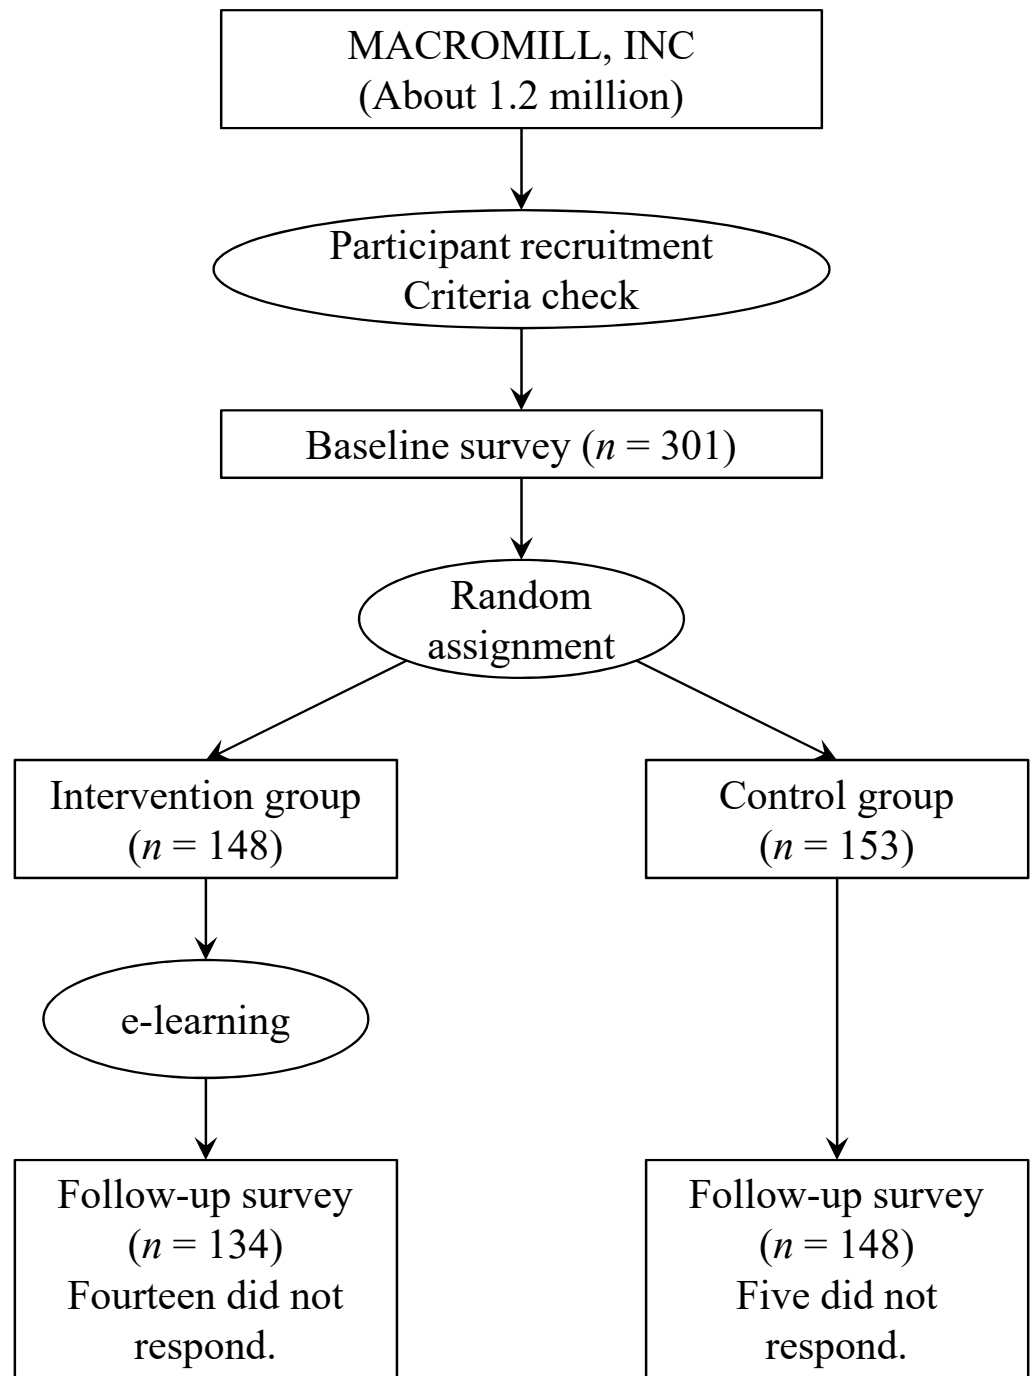 MACROMILL, INC
(About 1.2 million)
Participant recruitment
Criteria check
Baseline survey (n = 301)
Random
assignment
Intervention group
(n = 148)
Control group
(n = 153)
e-learning
Follow-up survey
(n = 134)
Fourteen did not
respond.
Follow-up survey
(n = 148)
Five did not
respond.